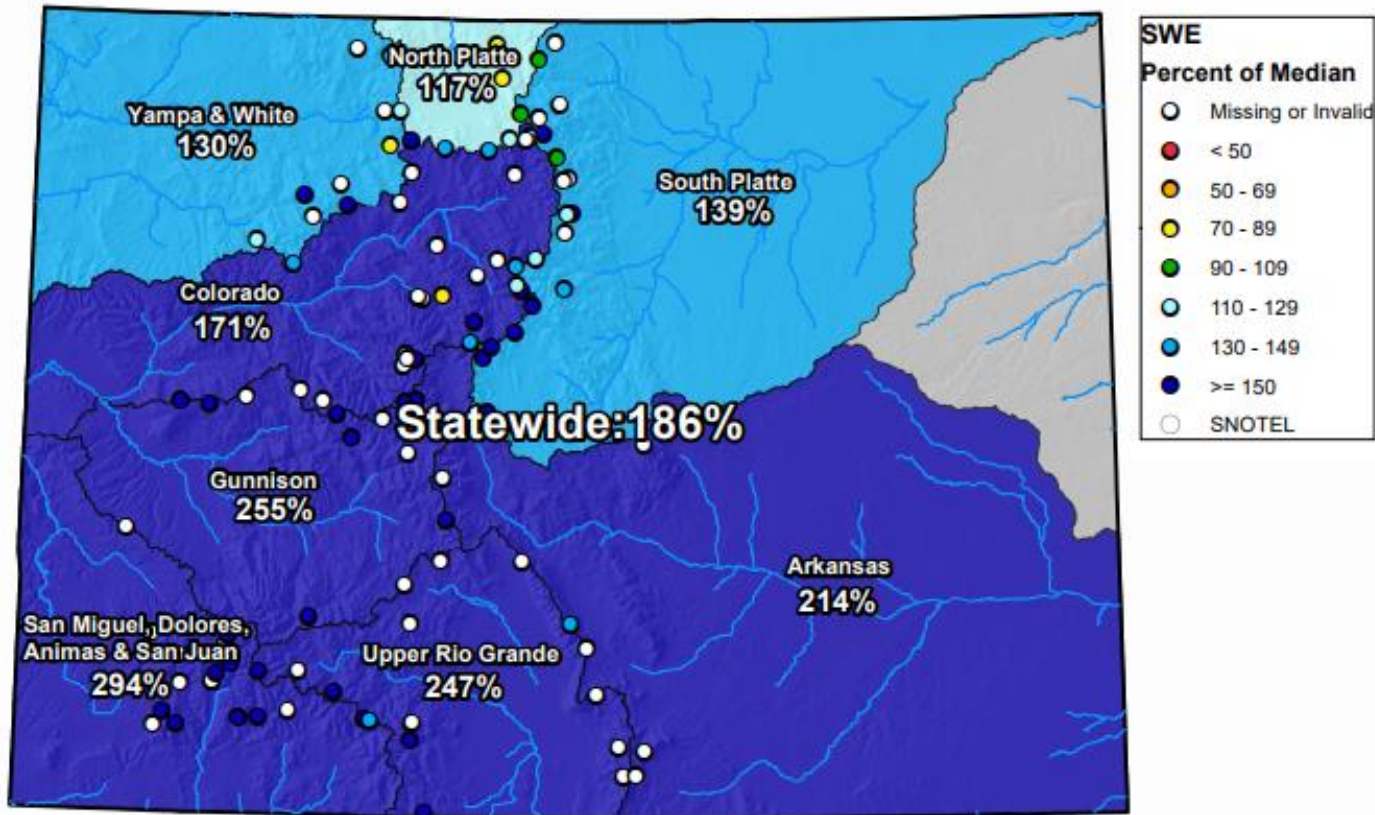 North Platte
117%
Yampa & White
130%
South Platte
139%
Colorado
171%
Statewide:186%
Gunnison
255%
Arkansas
214%
San Miguel, Dolores,
Animas & San Juan
294%
Upper Rio Grande
247%
SWE
Percent of Median
Missing or Invalid
< 50
50 - 69
70 - 89
90 - 109
110 - 129
130 - 149
>= 150
SNOTEL